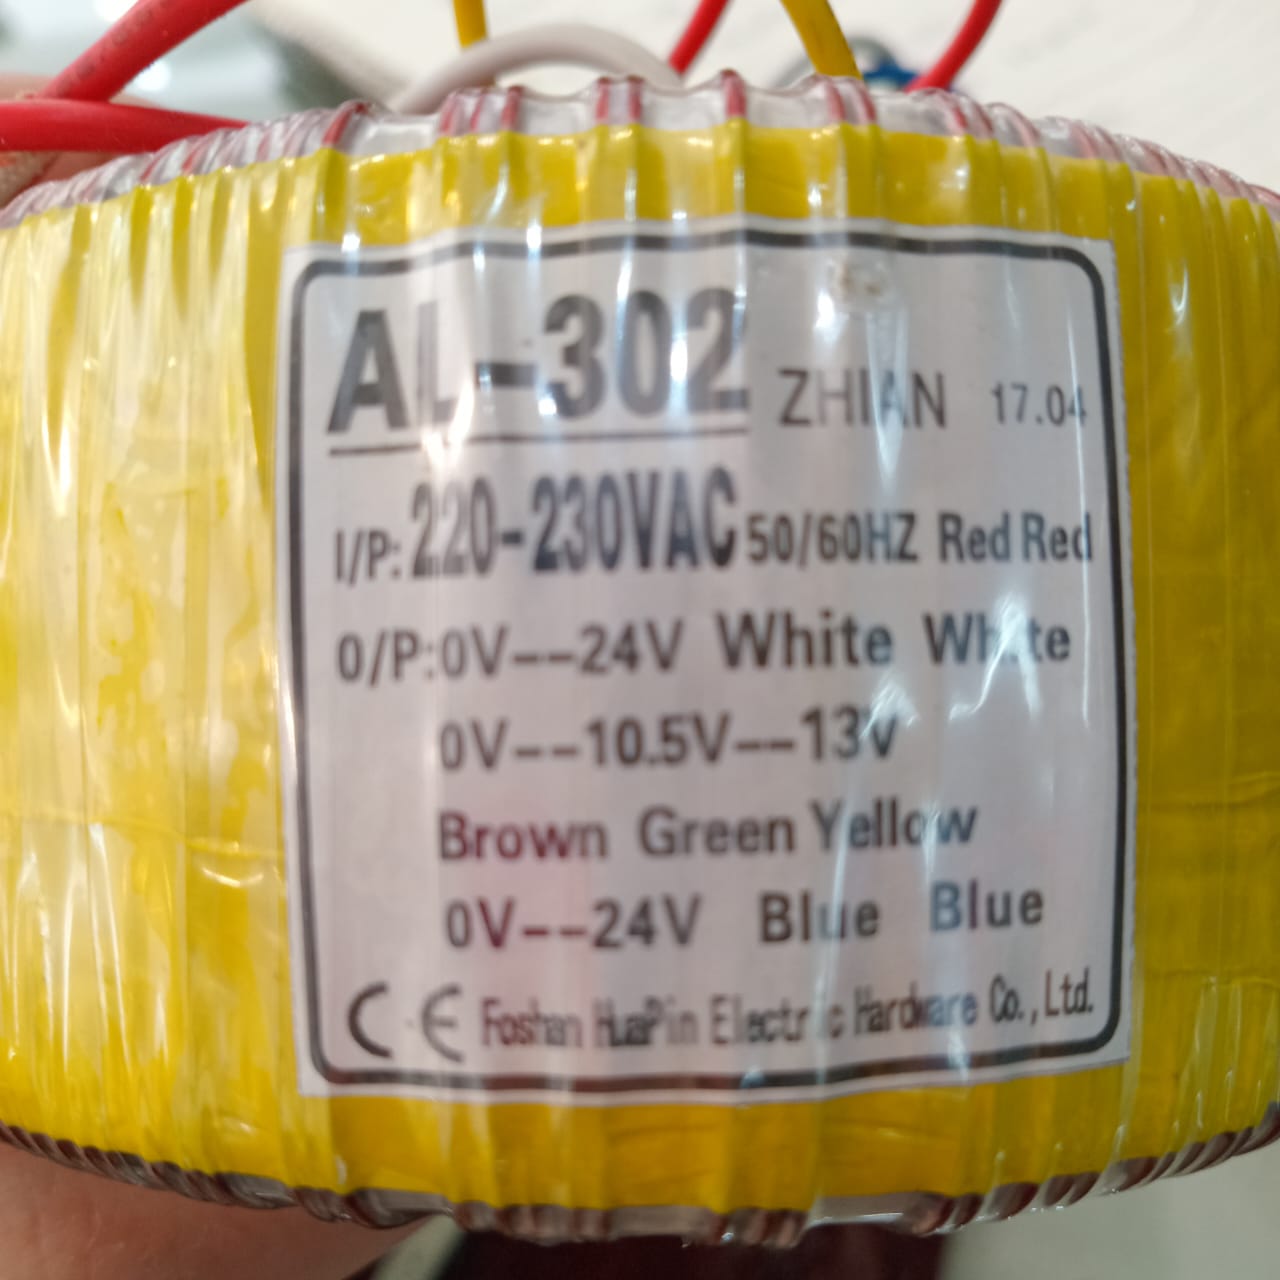 AL-302 ZHIAN 17.04
I/P: 220-230VAC 50/60HZ Red Red
O/P: 0V--24V White White
0V--10.5V--13V
Brown Green Yellow
0V--24V Blue Blue
CE Foshan HuaPin Electric Hardware Co., Ltd.